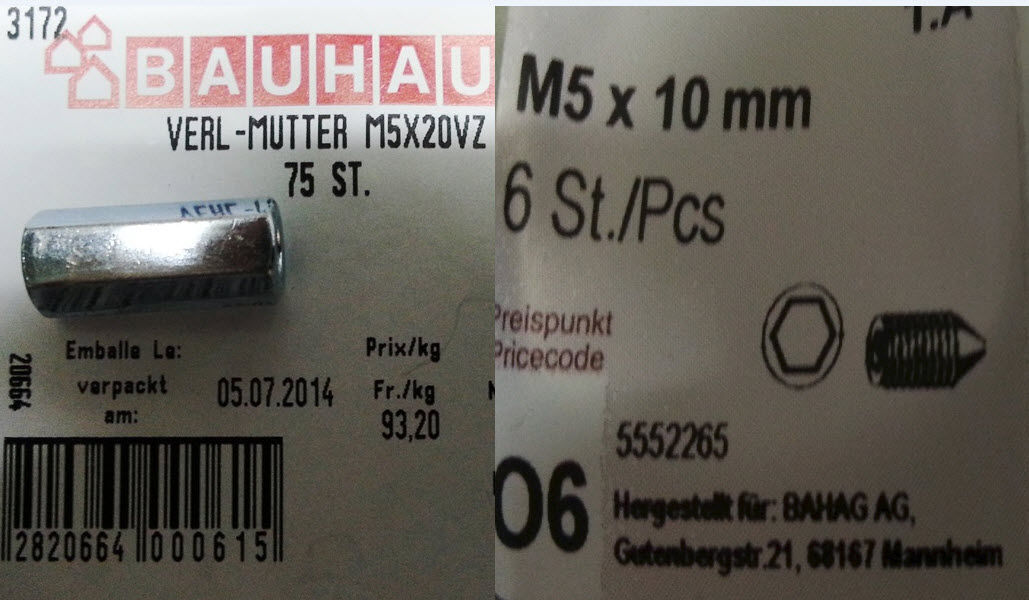 3172
BAUHAU
VERL-MUTTER M5X20VZ
75 ST.
Emballe Le:
verpackt
am:
05.07.2014
Prix/kg
Fr./kg
93,20
20664
2820664 000615
M5 x 10 mm
6 St./Pcs
Preispunkt
Pricecode
5552265
06
Hergestellt für: BAHAG AG,
Gutenbergstr.21, 68167 Mannheim